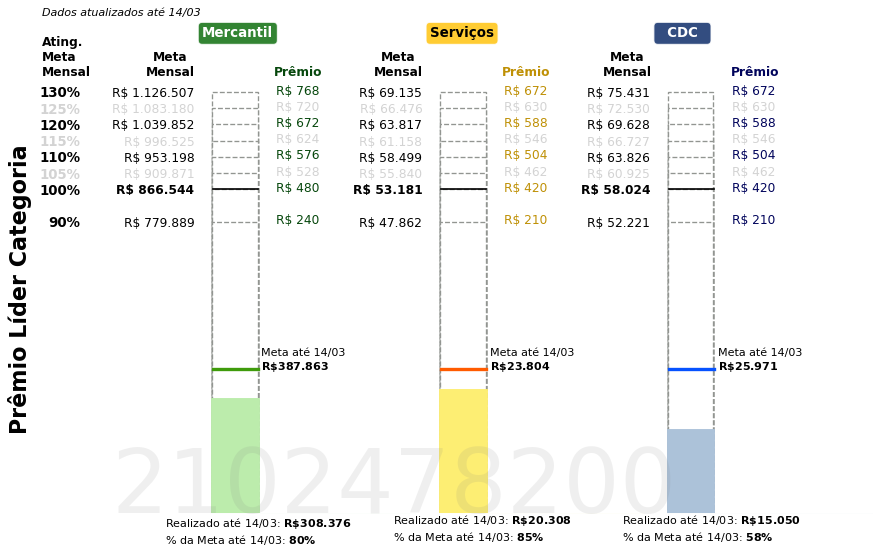 Dados atualizados até 14/03
Mercantil Serviços CDC
Ating.
Meta
Mensal
Meta
Mensal Prêmio Meta
Mensal Prêmio Meta
Mensal Prêmio
130% R$ 1.126.507 R$ 768 R$ 69.135 R$ 672 R$ 75.431 R$ 672
125% R$ 1.083.180 R$ 720 R$ 66.476 R$ 630 R$ 72.530 R$ 630
120% R$ 1.039.852 R$ 672 R$ 63.817 R$ 588 R$ 69.628 R$ 588
115% R$ 996.525 R$ 624 R$ 61.158 R$ 546 R$ 66.727 R$ 546
110% R$ 953.198 R$ 576 R$ 58.499 R$ 504 R$ 63.826 R$ 504
105% R$ 909.871 R$ 528 R$ 55.840 R$ 462 R$ 60.925 R$ 462
100% R$ 866.544 R$ 480 R$ 53.181 R$ 420 R$ 58.024 R$ 420
90% R$ 779.889 R$ 240 R$ 47.862 R$ 210 R$ 52.221 R$ 210
Prêmio Líder Categoria
Meta até 14/03 Meta até 14/03 Meta até 14/03
R$387.863 R$23.804 R$25.971
2102478200
Realizado até 14/03: R$308.376 Realizado até 14/03: R$20.308 Realizado até 14/03: R$15.050
% da Meta até 14/03: 80% % da Meta até 14/03: 85% % da Meta até 14/03: 58%